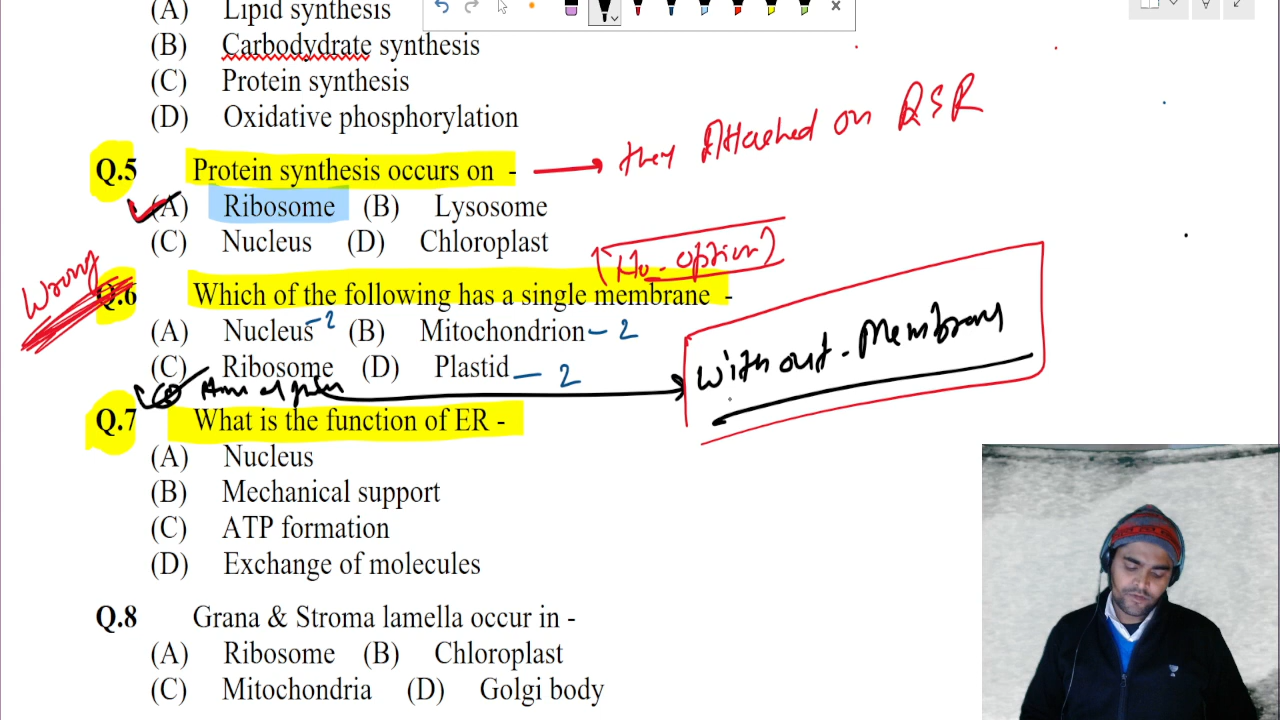 (A) Lipid synthesis
(B) Carbodydrate synthesis
(C) Protein synthesis
(D) Oxidative phosphorylation
Q.5 Protein synthesis occurs on - they Attached on RSR
(A) Ribosome (B) Lysosome
(C) Nucleus (D) Chloroplast
(No option)
Wrong
Q.6 Which of the following has a single membrane -
(A) Nucleus - 2 (B) Mitochondrion - 2
(C) Ribosome (D) Plastid - 2
without Membrane
Q.7 What is the function of ER -
(A) Nucleus
(B) Mechanical support
(C) ATP formation
(D) Exchange of molecules
Q.8 Grana & Stroma lamella occur in -
(A) Ribosome (B) Chloroplast
(C) Mitochondria (D) Golgi body